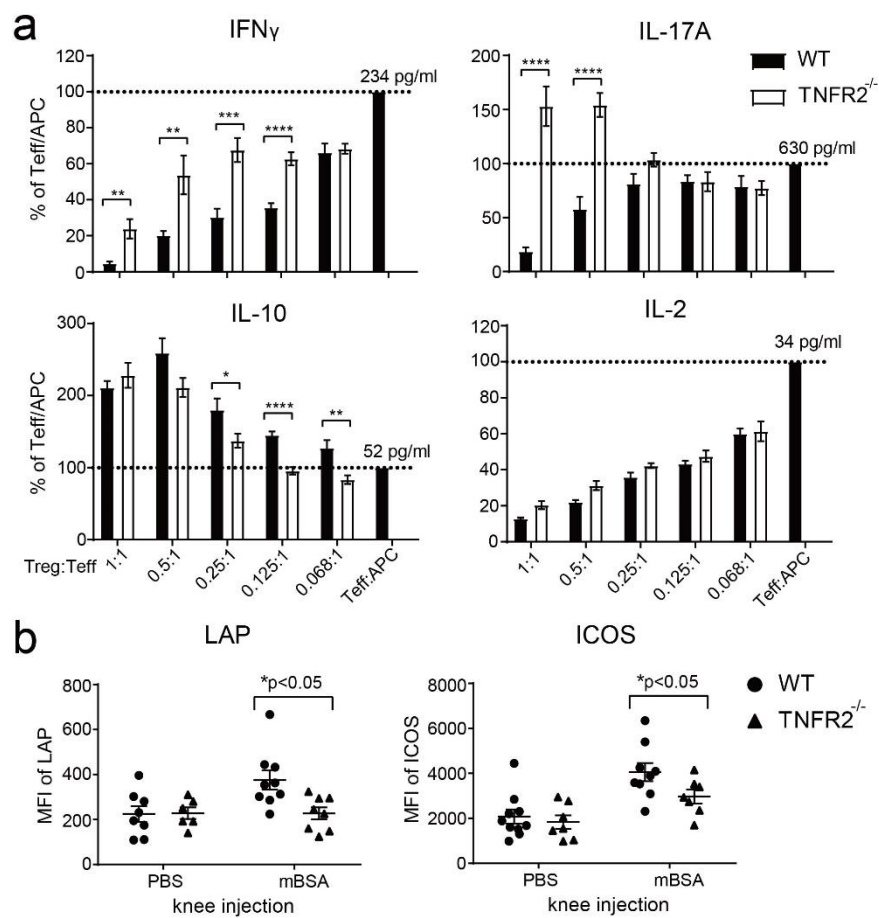 a
IFNγ
IL-17A
WT
TNFR2-/-
% of Teff/APC
120
100
80
60
40
20
0
**
**
***
****
234 pg/ml
200
150
100
50
0
****
****
630 pg/ml
IL-10
IL-2
% of Teff/APC
300
200
100
0
*
****
**
52 pg/ml
120
100
80
60
40
20
0
34 pg/ml
Treg:Teff
1:1
0.5:1
0.25:1
0.125:1
0.068:1
Teff:APC
1:1
0.5:1
0.25:1
0.125:1
0.068:1
Teff:APC
b
LAP
ICOS
WT
TNFR2-/-
MFI of LAP
800
600
400
200
0
*p<0.05
PBS
mBSA
knee injection
MFI of ICOS
8000
6000
4000
2000
0
*p<0.05
PBS
mBSA
knee injection